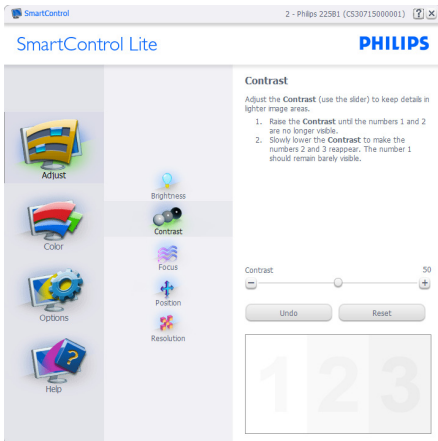 SmartControl
2 - Philips 225B1 (CS30715000001)
SmartControl Lite
PHILIPS
Adjust
Color
Options
Help
Brightness
Contrast
Focus
Position
Resolution
Contrast
Adjust the Contrast (use the slider) to keep details in
lighter image areas.
1. Raise the Contrast until the numbers 1 and 2
are no longer visible.
2. Slowly lower the Contrast to make the
numbers 2 and 3 reappear. The number 1
should remain barely visible.
Contrast 50
Undo Reset
1 2 3